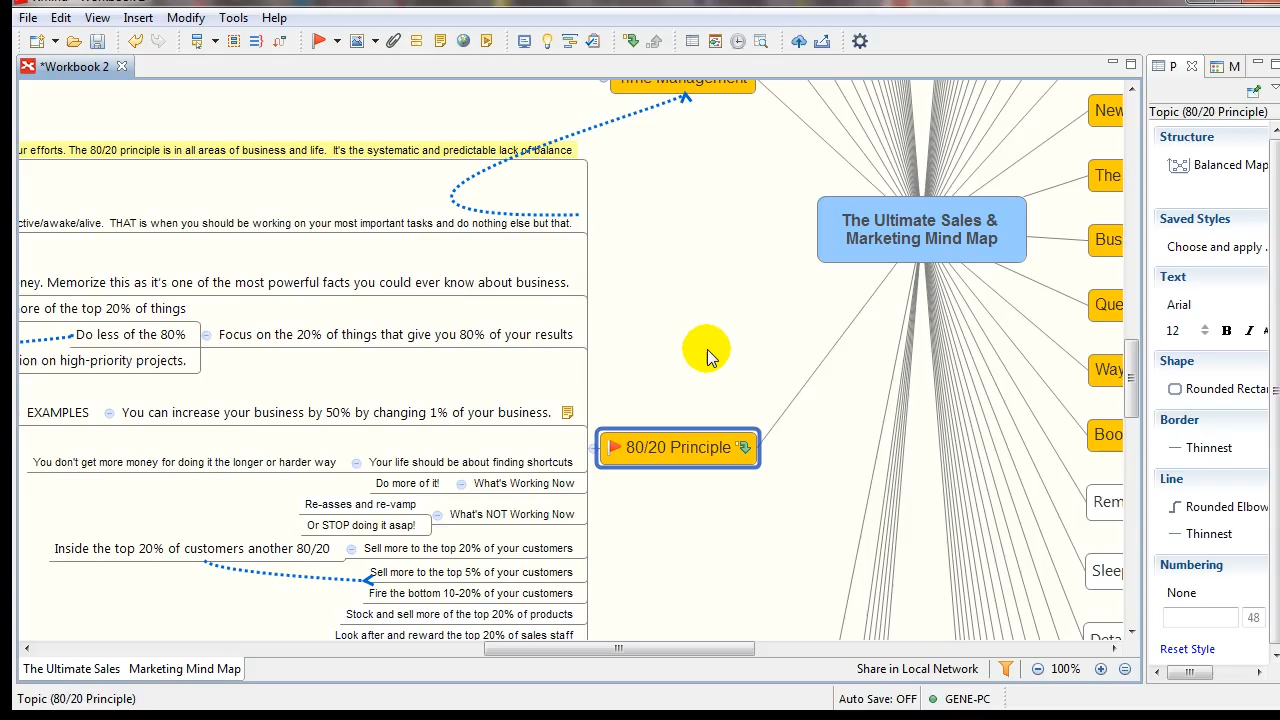 File Edit View Insert Modify Tools Help
*Workbook 2
P
M
Time Management
Topic (80/20 Principle)
Structure
Balanced Map
Saved Styles
Choose and apply .
Text
Arial
12
B I A
Shape
Rounded Recta
Border
Thinnest
Line
Rounded Elbow
Thinnest
Numbering
None
48
Reset Style
ur efforts. The 80/20 principle is in all areas of business and life. It's the systematic and predictable lack of balance
ctive/awake/alive. THAT is when you should be working on your most important tasks and do nothing else but that.
ney. Memorize this as it's one of the most powerful facts you could ever know about business.
ore of the top 20% of things
Do less of the 80%
Focus on the 20% of things that give you 80% of your results
ion on high-priority projects.
EXAMPLES
You can increase your business by 50% by changing 1% of your business.
80/20 Principle
You don't get more money for doing it the longer or harder way
Your life should be about finding shortcuts
Do more of it!
What's Working Now
Re-asses and re-vamp
What's NOT Working Now
Or STOP doing it asap!
Inside the top 20% of customers another 80/20
Sell more to the top 20% of your customers
Sell more to the top 5% of your customers
Fire the bottom 10-20% of your customers
Stock and sell more of the top 20% of products
Look after and reward the top 20% of sales staff
The Ultimate Sales &
Marketing Mind Map
New
The
Bus
Que
Way
Boo
Rem
Sleep
Deta
The Ultimate Sales Marketing Mind Map
Share in Local Network
100%
Topic (80/20 Principle)
Auto Save: OFF
GENE-PC